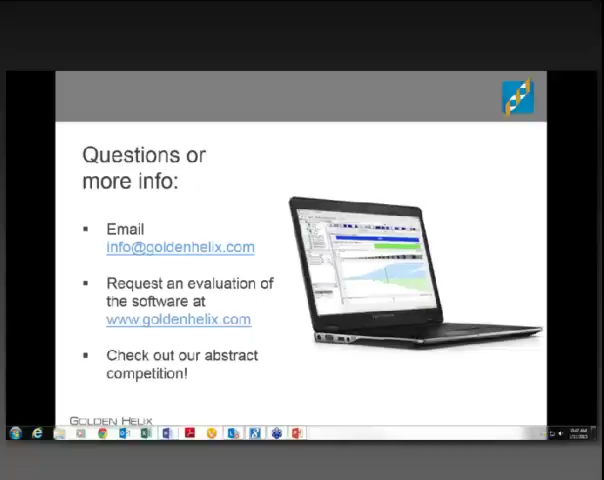 Questions or
more info:
▪ Email
info@goldenhelix.com
▪ Request an evaluation of
the software at
www.goldenhelix.com
▪ Check out our abstract
competition!
GOLDEN HELIX